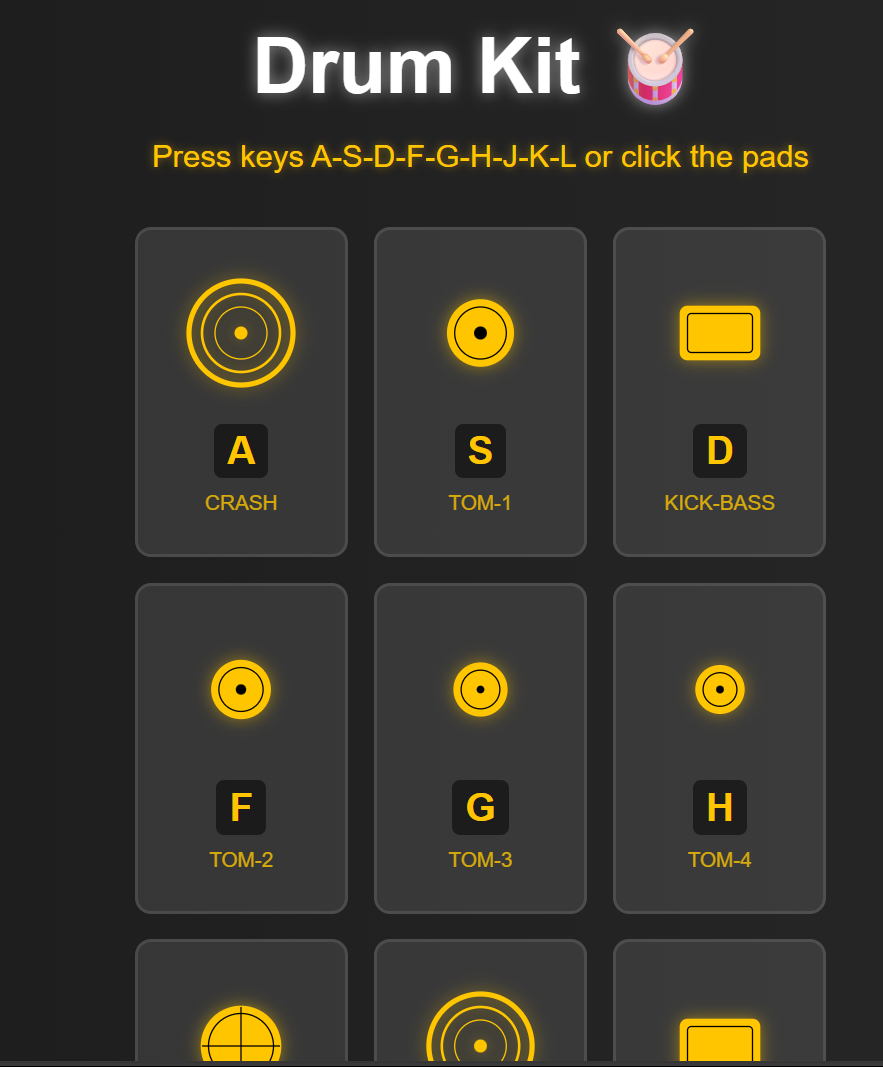 Drum Kit 🥁
Press keys A-S-D-F-G-H-J-K-L or click the pads
A
CRASH
S
TOM-1
D
KICK-BASS
F
TOM-2
G
TOM-3
H
TOM-4